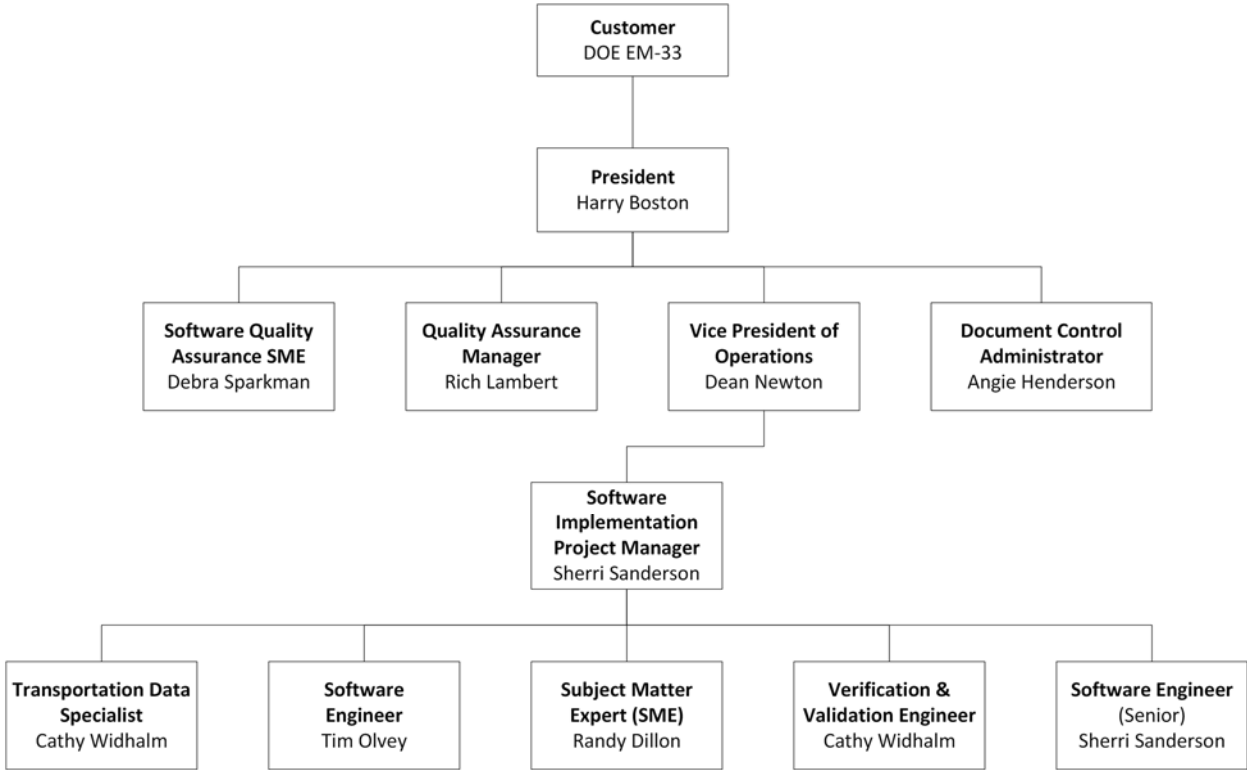 Customer
DOE EM-33
President
Harry Boston
Software Quality
Assurance SME
Debra Sparkman
Quality Assurance
Manager
Rich Lambert
Vice President of
Operations
Dean Newton
Document Control
Administrator
Angie Henderson
Software
Implementation
Project Manager
Sherri Sanderson
Transportation Data
Specialist
Cathy Widhalm
Software
Engineer
Tim Olvey
Subject Matter
Expert (SME)
Randy Dillon
Verification &
Validation Engineer
Cathy Widhalm
Software Engineer
(Senior)
Sherri Sanderson